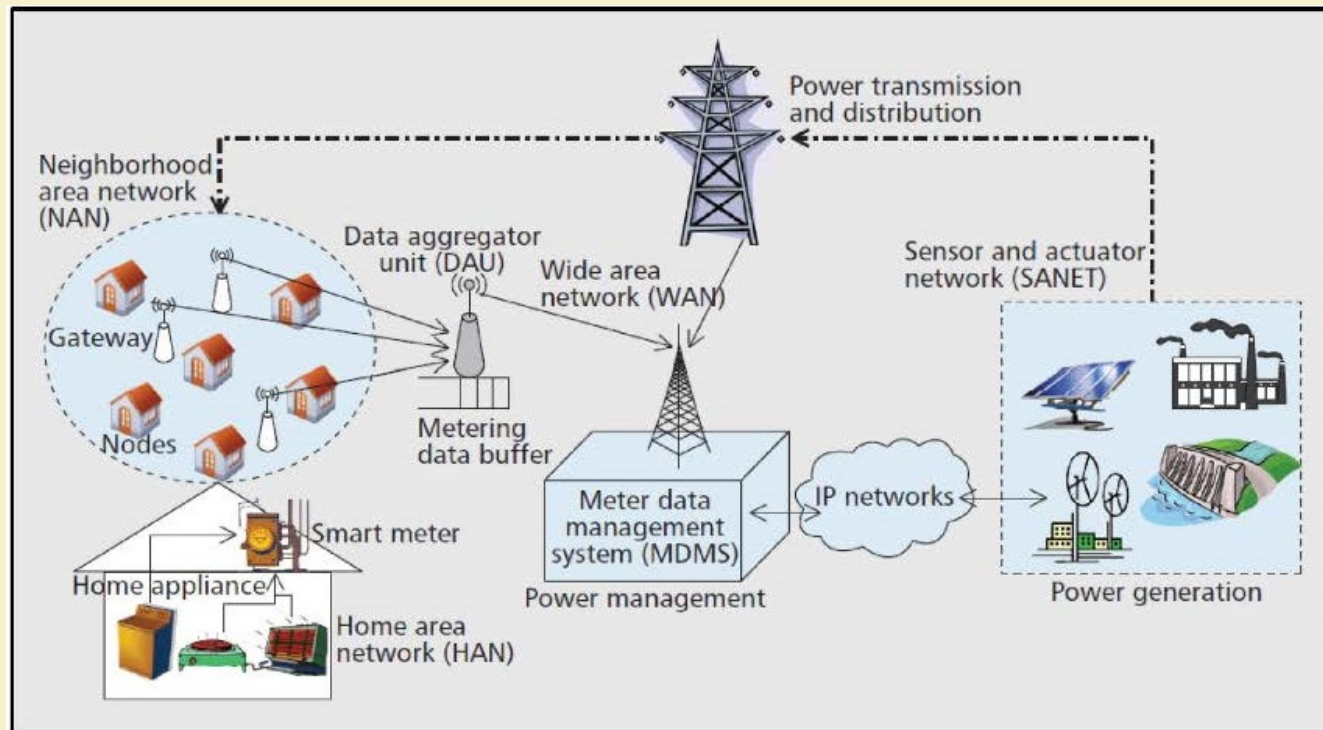 Power transmission
and distribution
Neighborhood
area network
(NAN)
Data aggregator
unit (DAU)
Wide area
network (WAN)
Sensor and actuator
network (SANET)
Gateway
Nodes
Metering
data buffer
Meter data
management
system (MDMS)
IP networks
Smart meter
Home appliance
Power management
Power generation
Home area
network (HAN)